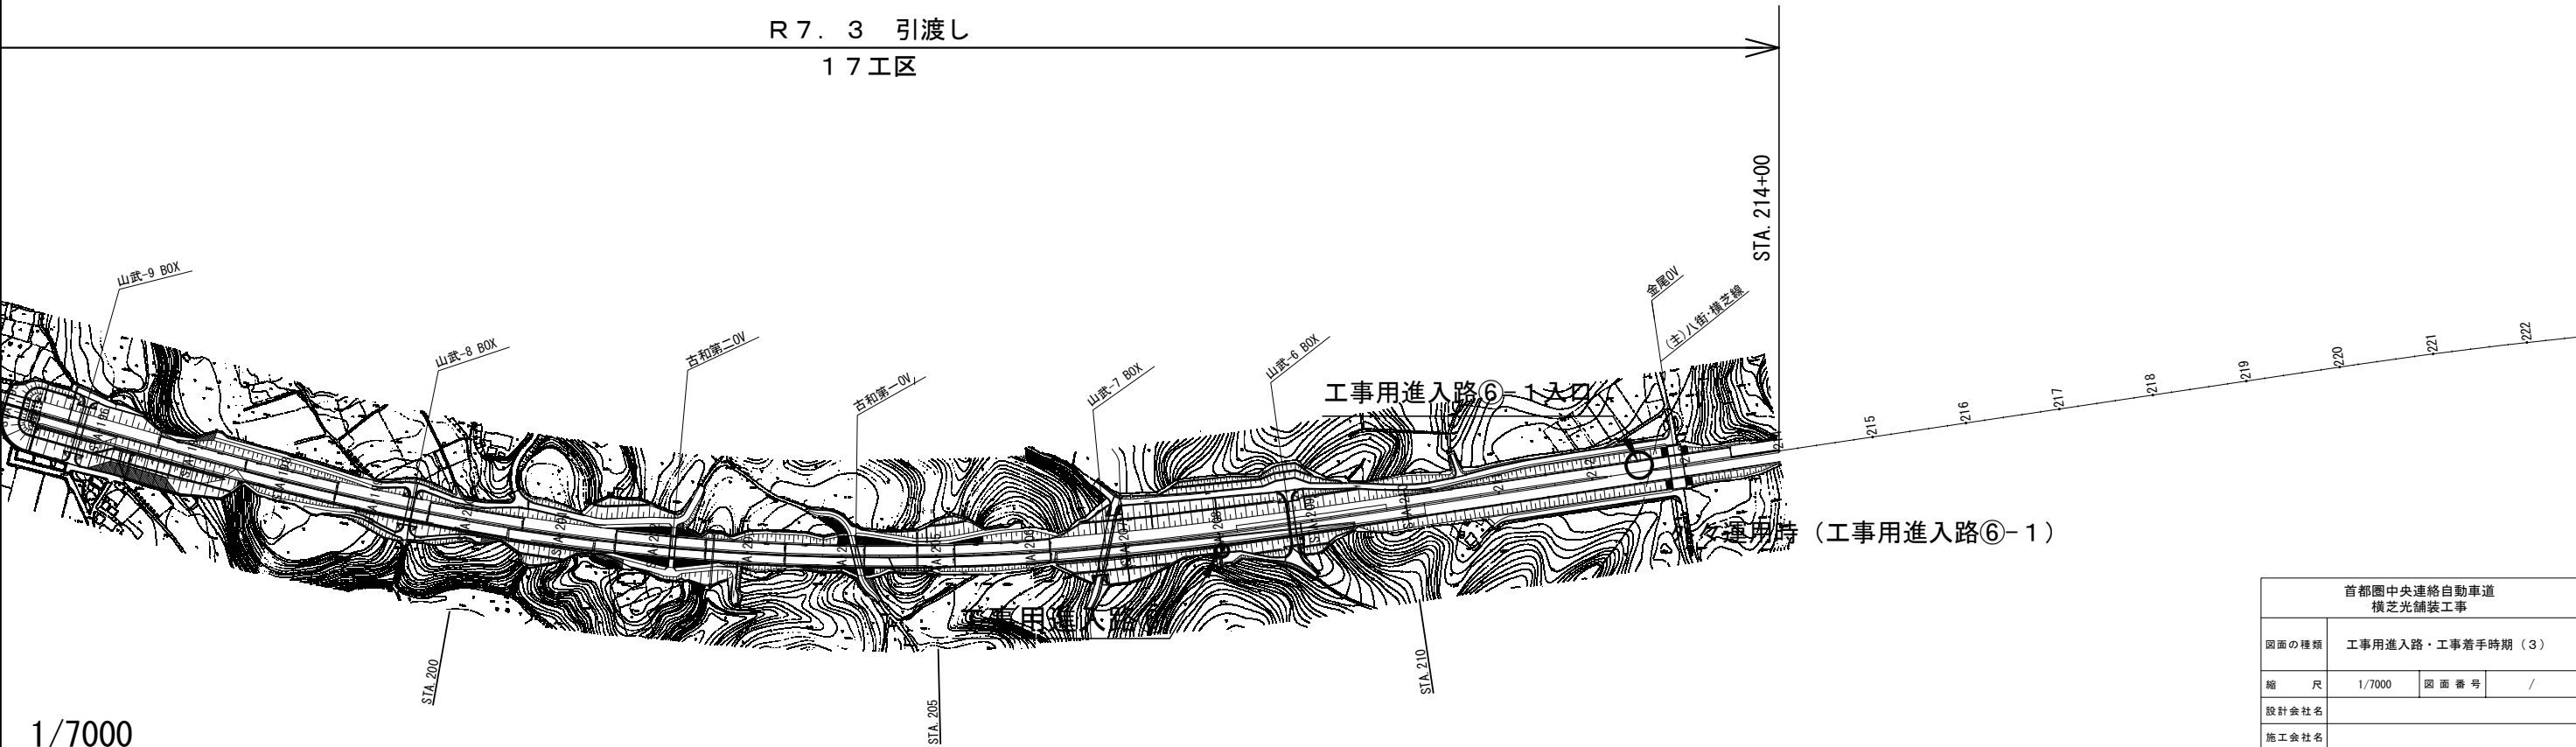 Ｒ７．３　引渡し
１７工区
STA.214+00
山武-9 BOX
山武-8 BOX
古和第二OV
古和第一OV
山武-7 BOX
山武-6 BOX
金尾OV
(主)八街・横芝線
工事用進入路⑥-１入口
215
216
217
218
219
220
221
222
運用時（工事用進入路⑥-１）
工事用進入路
STA.200
STA.205
STA.210
1/7000
首都圏中央連絡自動車道
横芝光舗装工事
図面の種類　工事用進入路・工事着手時期（３）
縮尺　1/7000　図面番号　/
設計会社名
施工会社名